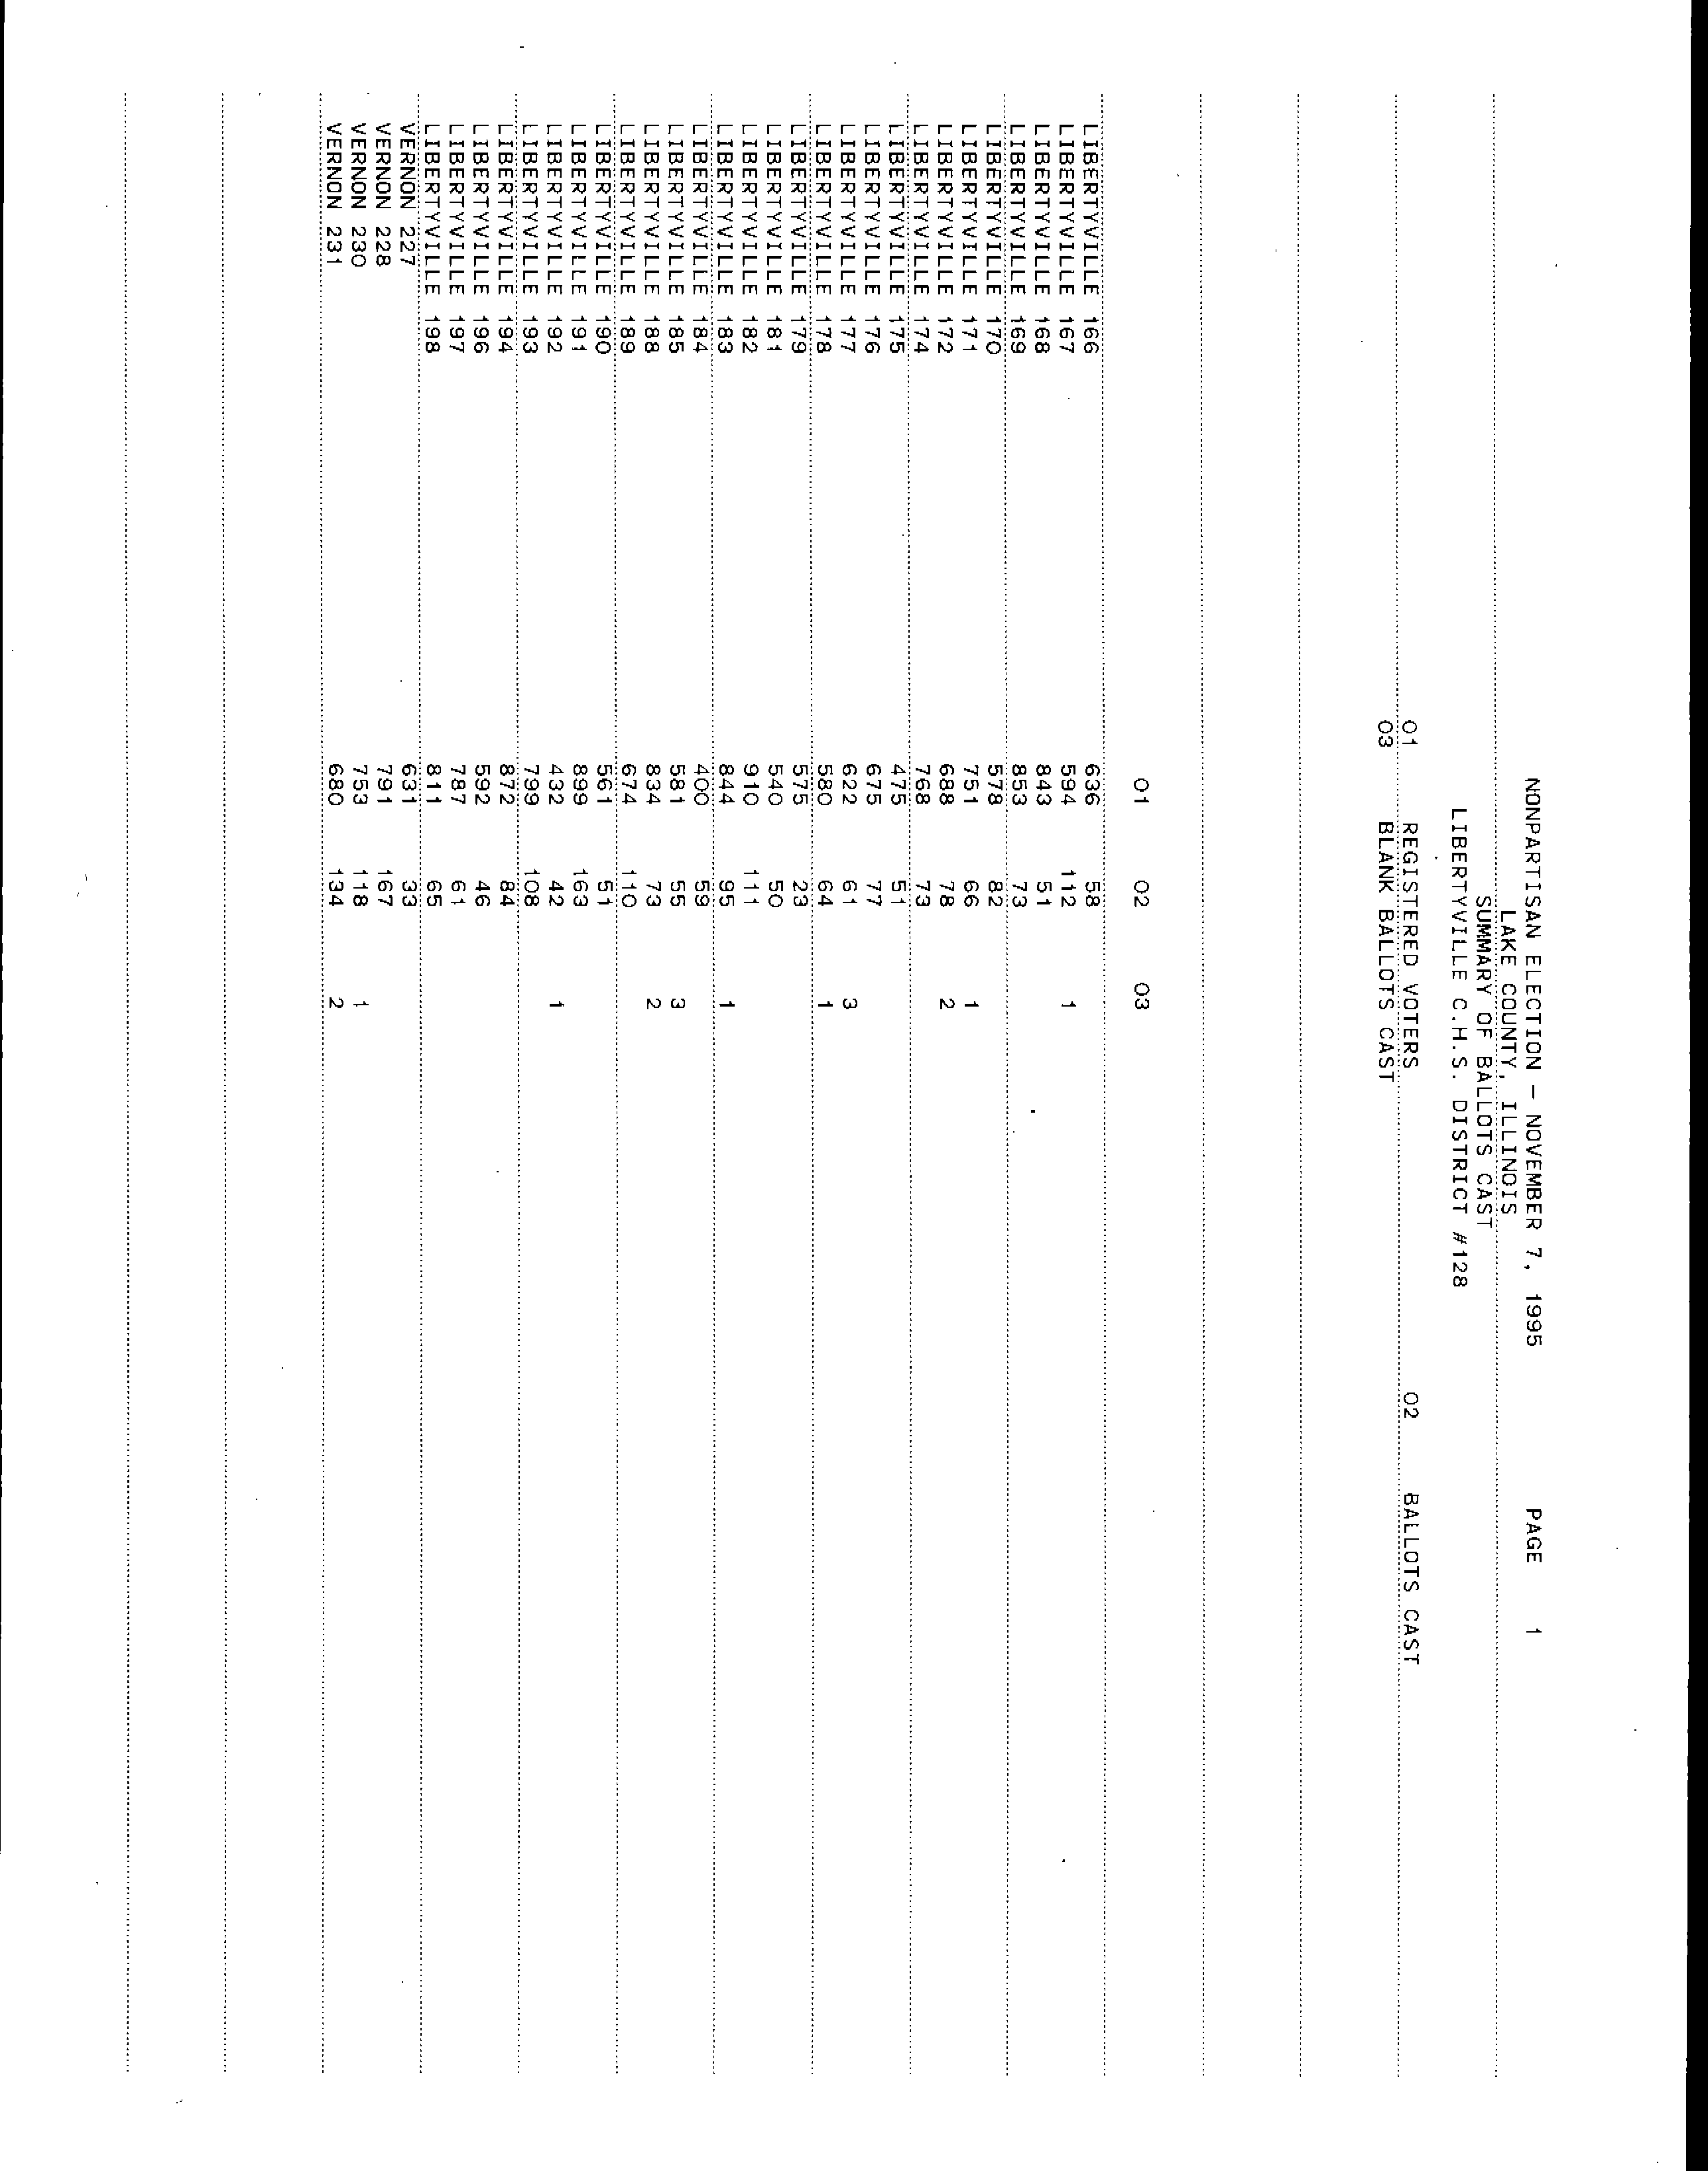 NONPARTISAN ELECTION - NOVEMBER 7, 1995 PAGE 1
LAKE COUNTY, ILLINOIS
SUMMARY OF BALLOTS CAST
LIBERTYVILLE C.H.S. DISTRICT #128
01 REGISTERED VOTERS 02 BALLOTS CAST
03 BLANK BALLOTS CAST
01 02 03
LIBERTYVILLE 166 636 58
LIBERTYVILLE 167 594 112 1
LIBERTYVILLE 168 843 51
LIBERTYVILLE 169 853 73
LIBERTYVILLE 170 578 82
LIBERTYVILLE 171 751 66 1
LIBERTYVILLE 172 688 78 2
LIBERTYVILLE 174 768 73
LIBERTYVILLE 175 475 51
LIBERTYVILLE 176 675 77
LIBERTYVILLE 177 622 61 3
LIBERTYVILLE 178 580 64 1
LIBERTYVILLE 179 575 23
LIBERTYVILLE 181 540 50
LIBERTYVILLE 182 910 111
LIBERTYVILLE 183 844 95 1
LIBERTYVILLE 184 400 59
LIBERTYVILLE 185 581 55 3
LIBERTYVILLE 188 834 73 2
LIBERTYVILLE 189 674 110
LIBERTYVILLE 190 561 51
LIBERTYVILLE 191 899 163
LIBERTYVILLE 192 432 42 1
LIBERTYVILLE 193 799 108
LIBERTYVILLE 194 872 84
LIBERTYVILLE 196 592 46
LIBERTYVILLE 197 787 61
LIBERTYVILLE 198 811 65
VERNON 227 631 33
VERNON 228 791 167
VERNON 230 753 118 1
VERNON 231 680 134 2